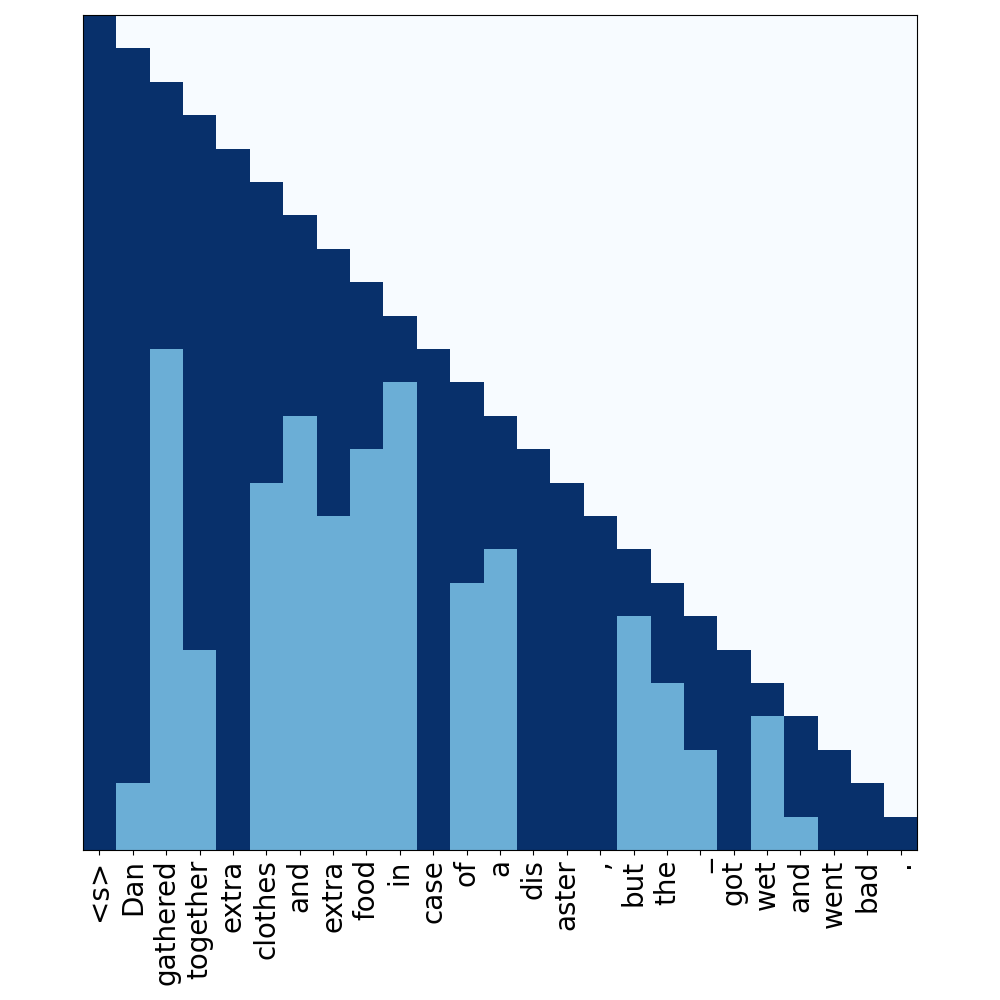 <s> Dan gathered together extra clothes and extra food in case of a dis aster , but the _ got wet and went bad .